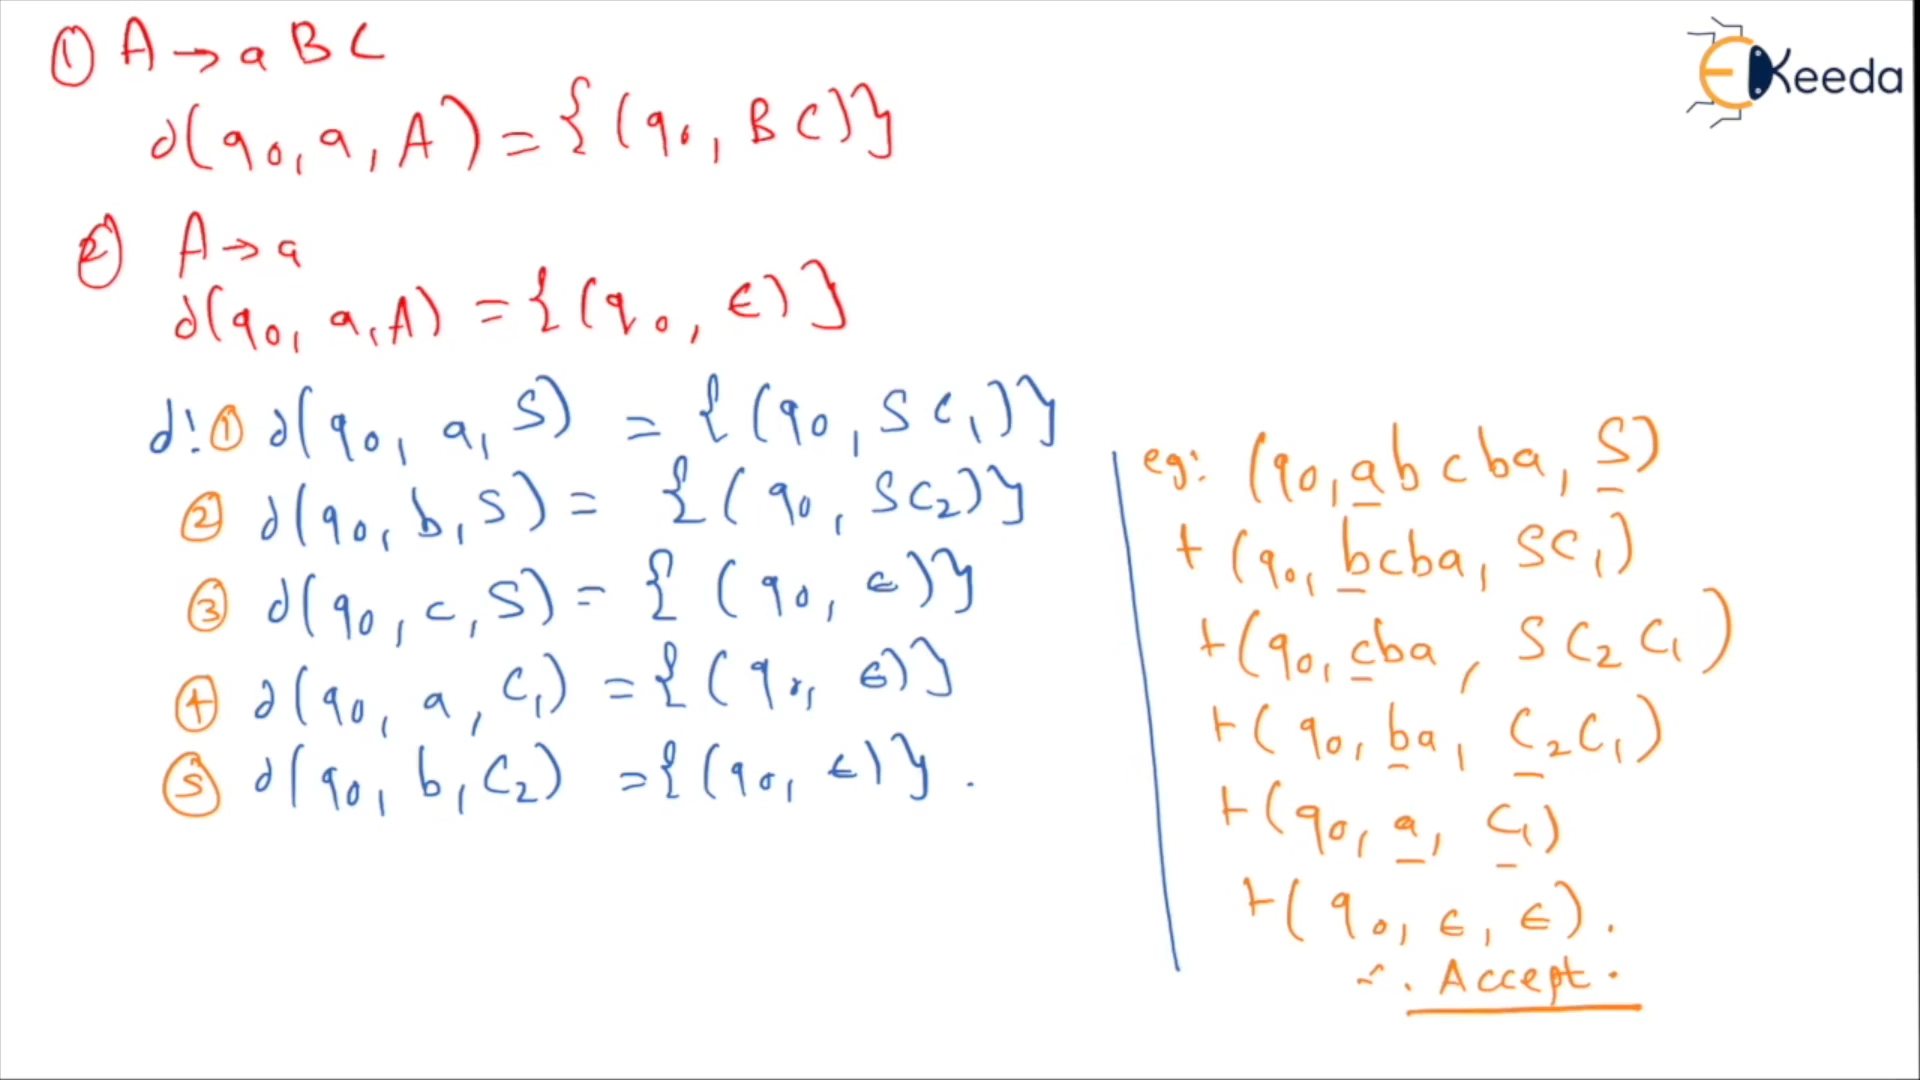 ① A → a B C
EKeeda
∂(q₀, a, A) = {(q₀, BC)}
② A → a
∂(q₀, a, A) = {(q₀, ε)}
d: ① ∂(q₀, a, S) = {(q₀, SC₁)}
② ∂(q₀, b, S) = {(q₀, SC₂)}
③ ∂(q₀, c, S) = {(q₀, ε)}
④ ∂(q₀, a, C₁) = {(q₀, ε)}
⑤ ∂(q₀, b, C₂) = {(q₀, ε)}.
eg: (q₀, abcba, S)
⊢ (q₀, bcba, SC₁)
⊢ (q₀, cba, SC₂C₁)
⊢ (q₀, ba, C₂C₁)
⊢ (q₀, a, C₁)
⊢ (q₀, ε, ε).
∴ Accept.